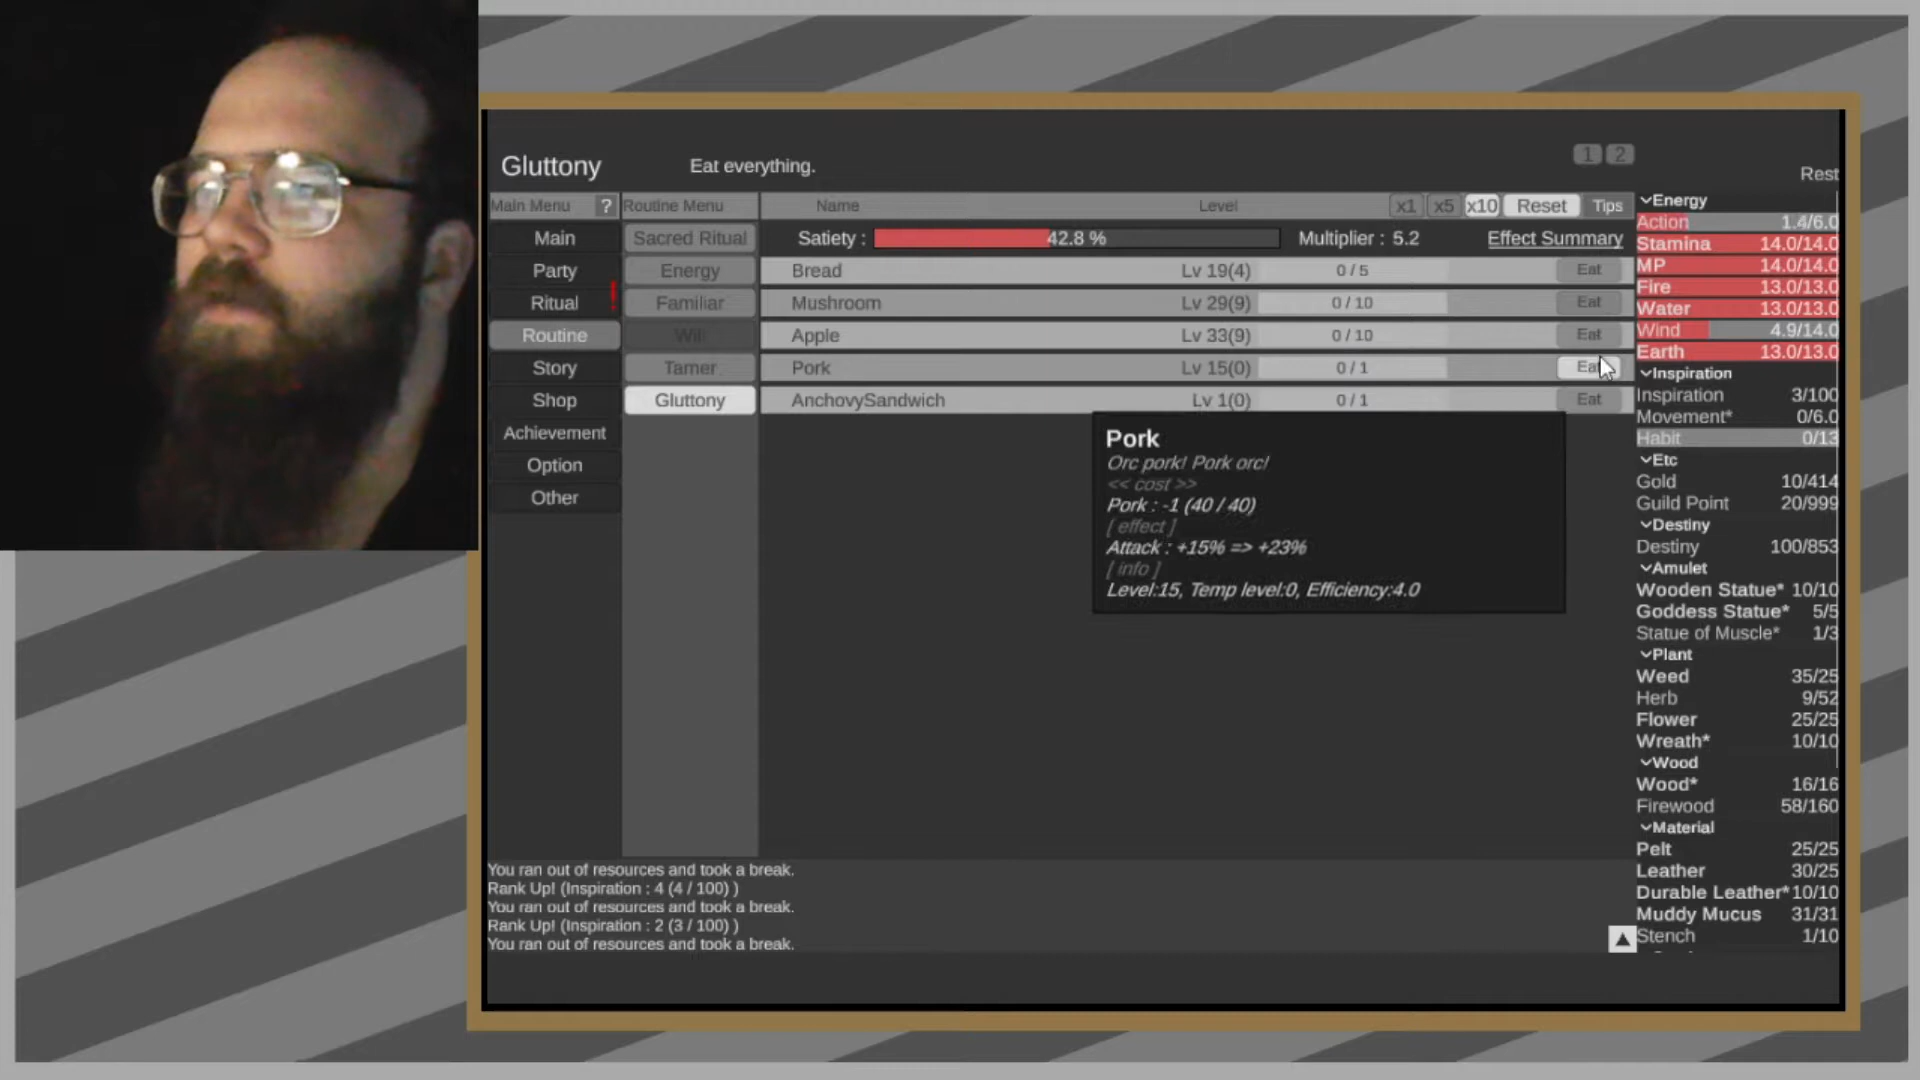 Gluttony
Eat everything.
1 2
Rest
Main Menu ? Routine Menu Name Level x1 x5 x10 Reset Tips
Main
Party
Ritual !
Routine
Story
Shop
Achievement
Option
Other
Sacred Ritual
Energy
Familiar
Will
Tamer
Gluttony
Satiety : 42.8 % Multiplier : 5.2 Effect Summary
Bread Lv 19(4) 0 / 5 Eat
Mushroom Lv 29(9) 0 / 10 Eat
Apple Lv 33(9) 0 / 10 Eat
Pork Lv 15(0) 0 / 1 Eat
AnchovySandwich Lv 1(0) 0 / 1 Eat
Pork
Orc pork! Pork orc!
<< cost >>
Pork : -1 (40 / 40)
[ effect ]
Attack : +15% => +23%
[ info ]
Level:15, Temp level:0, Efficiency:4.0
Energy
Action 1.4/6.0
Stamina 14.0/14.0
MP 14.0/14.0
Fire 13.0/13.0
Water 13.0/13.0
Wind 4.9/14.0
Earth 13.0/13.0
Inspiration
Inspiration 3/100
Movement* 0/6.0
Habit 0/13
Etc
Gold 10/414
Guild Point 20/999
Destiny
Destiny 100/853
Amulet
Wooden Statue* 10/10
Goddess Statue* 5/5
Statue of Muscle* 1/3
Plant
Weed 35/25
Herb 9/52
Flower 25/25
Wreath* 10/10
Wood
Wood* 16/16
Firewood 58/160
Material
Pelt 25/25
Leather 30/25
Durable Leather* 10/10
Muddy Mucus 31/31
Stench 1/10
You ran out of resources and took a break.
Rank Up! (Inspiration : 4 (4 / 100) )
You ran out of resources and took a break.
Rank Up! (Inspiration : 2 (3 / 100) )
You ran out of resources and took a break.